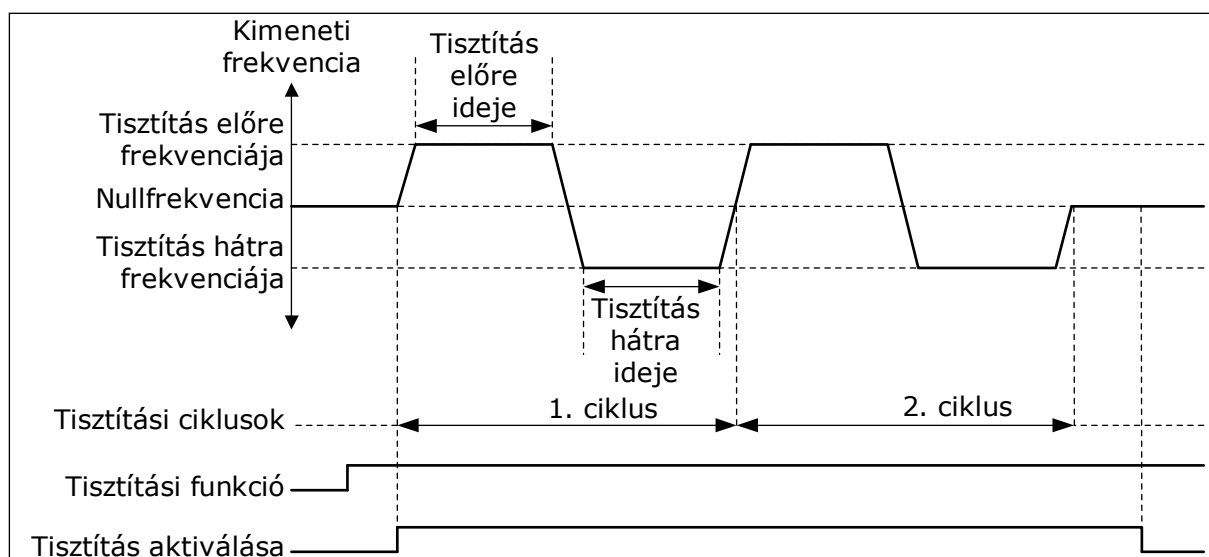 Kimeneti
frekvencia
Tisztítás
előre
ideje
Tisztítás előre
frekvenciája
Nullfrekvencia
Tisztítás hátra
frekvenciája
Tisztítás
hátra
ideje
Tisztítási ciklusok
1. ciklus
2. ciklus
Tisztítási funkció
Tisztítás aktiválása